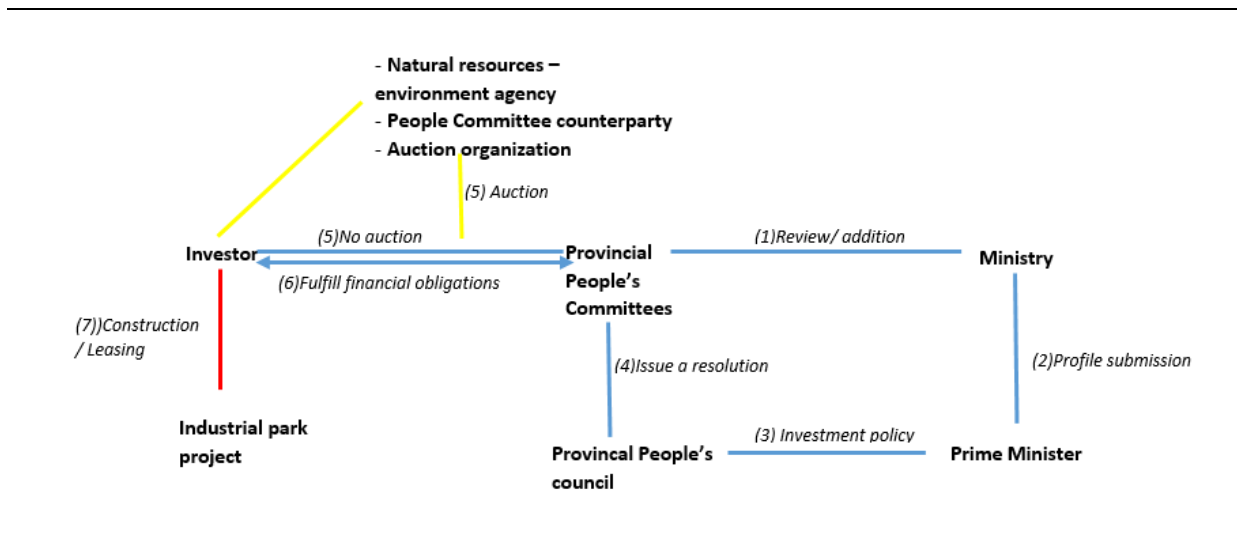 - Natural resources –
environment agency
- People Committee counterparty
- Auction organization
(5) Auction
(5)No auction
(1)Review/ addition
Investor
Provincial
People’s
Committees
Ministry
(6)Fulfill financial obligations
(7))Construction
/ Leasing
(4)Issue a resolution
(2)Profile submission
Industrial park
project
(3) Investment policy
Provincal People’s
council
Prime Minister